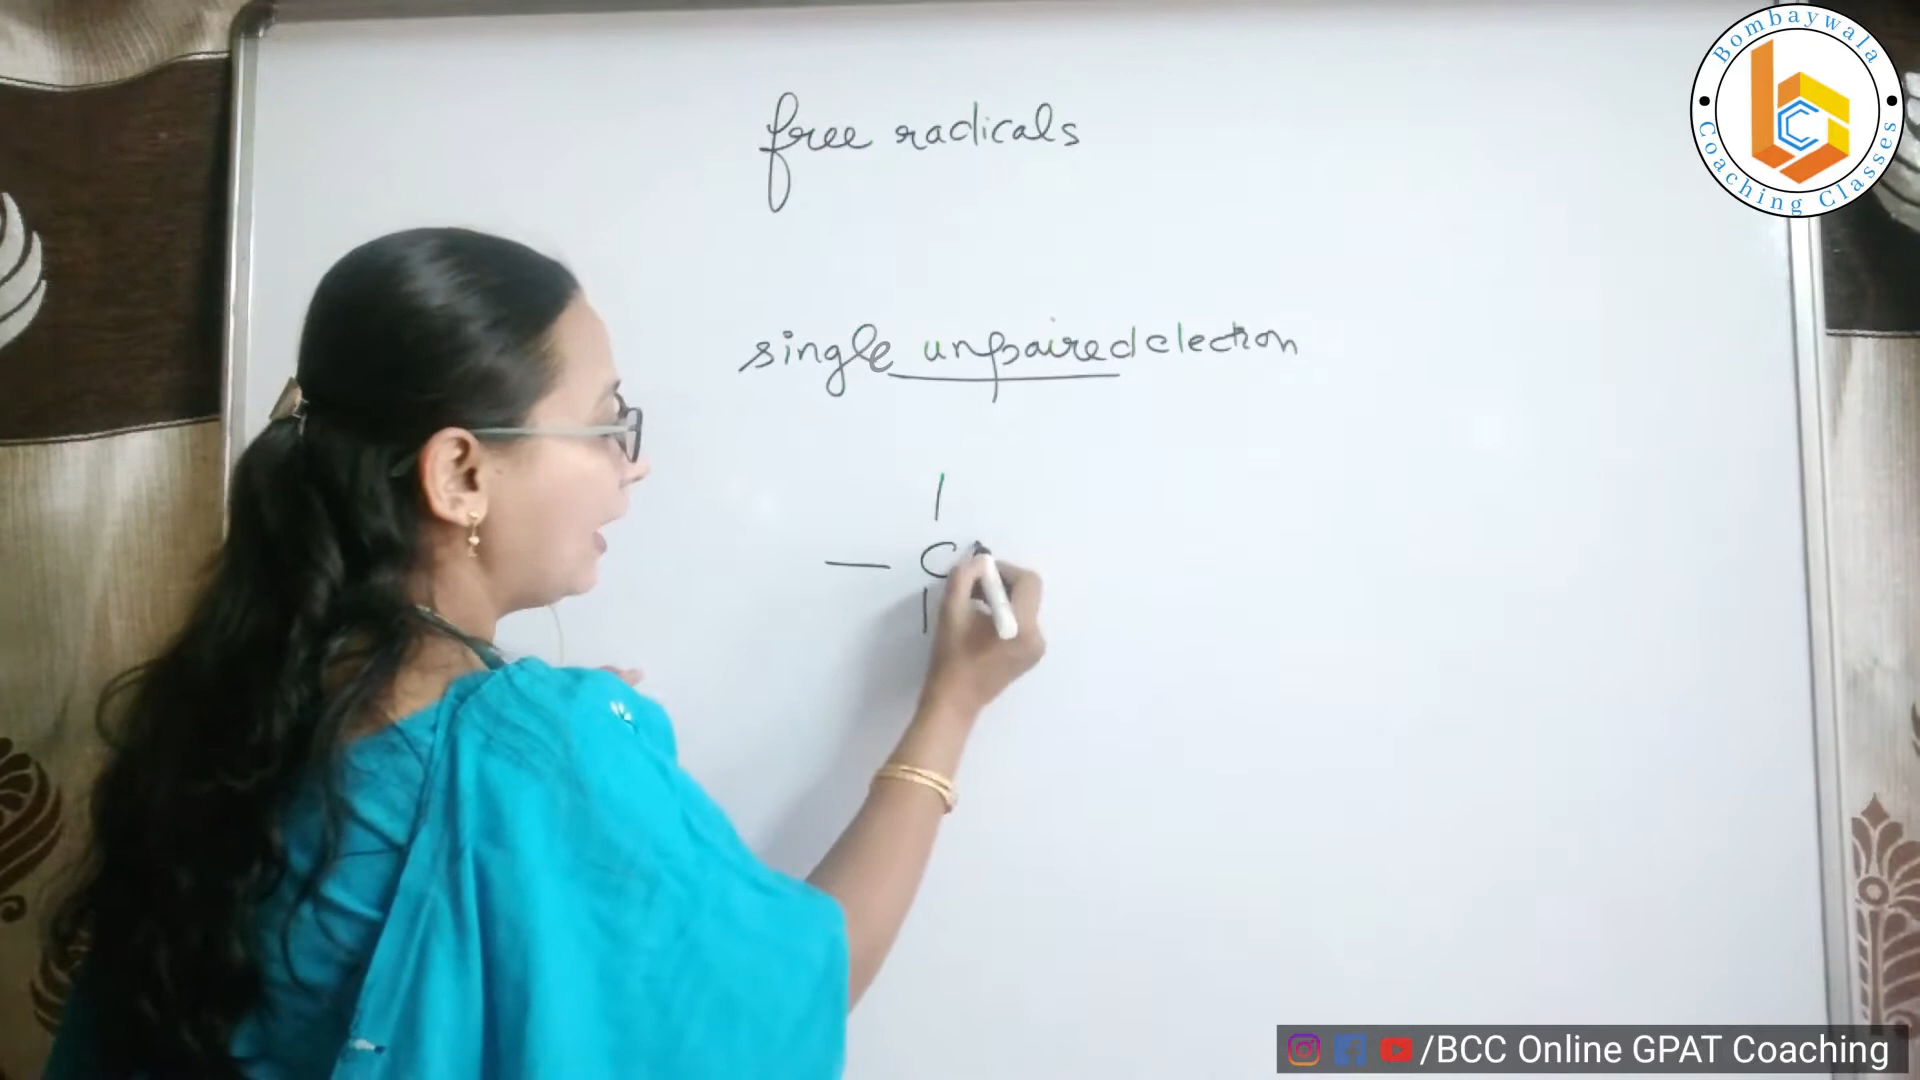 free radicals
single unpaired electron
C
Bombaywala
Coaching Classes
/BCC Online GPAT Coaching